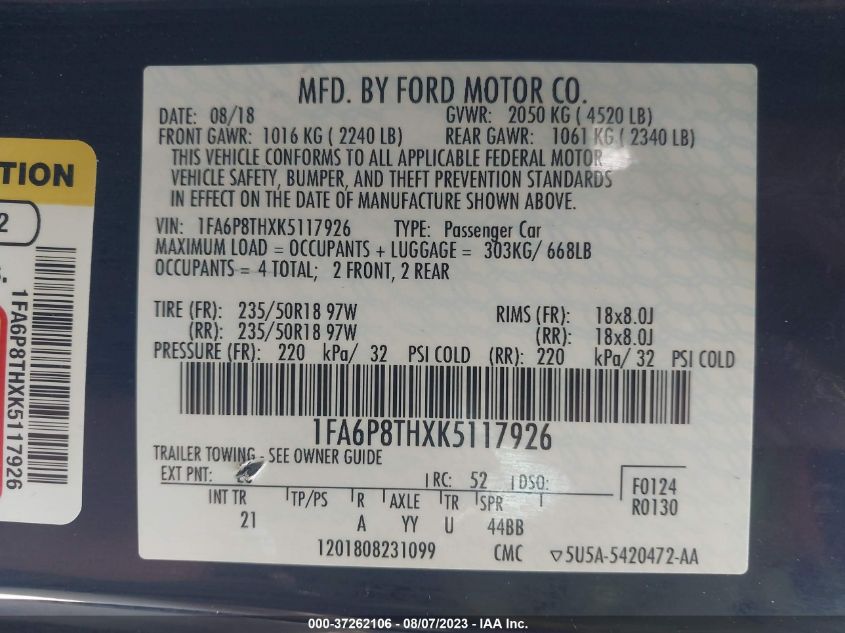 MFD. BY FORD MOTOR CO.
DATE: 08/18 GVWR: 2050 KG ( 4520 LB)
FRONT GAWR: 1016 KG ( 2240 LB) REAR GAWR: 1061 KG ( 2340 LB)
THIS VEHICLE CONFORMS TO ALL APPLICABLE FEDERAL MOTOR
VEHICLE SAFETY, BUMPER, AND THEFT PREVENTION STANDARDS
IN EFFECT ON THE DATE OF MANUFACTURE SHOWN ABOVE.
VIN: 1FA6P8THXK5117926 TYPE: Passenger Car
MAXIMUM LOAD = OCCUPANTS + LUGGAGE = 303KG/ 668LB
OCCUPANTS = 4 TOTAL; 2 FRONT, 2 REAR
TIRE (FR): 235/50R18 97W RIMS (FR): 18x8.0J
(RR): 235/50R18 97W (RR): 18x8.0J
PRESSURE (FR): 220 kPa/ 32 PSI COLD (RR): 220 kPa/ 32 PSI COLD
1FA6P8THXK5117926
TRAILER TOWING - SEE OWNER GUIDE
EXT PNT: RC: 52 DSO: F0124
R0130
INT TR TP/PS R AXLE TR SPR
21 A YY U 44BB
1201808231099 CMC ▽5U5A-5420472-AA
TION
2
S.
1FA6P8THXK5117926
000-37262106 - 08/07/2023 - IAA Inc.